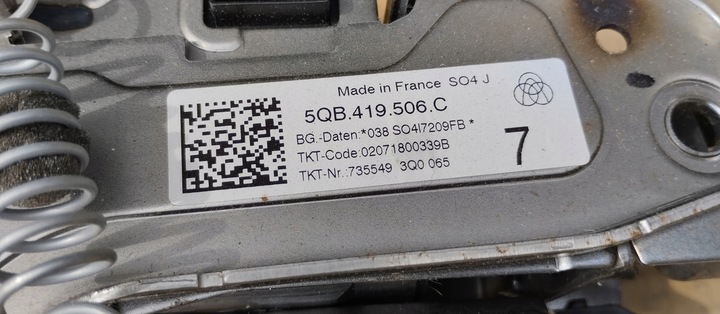 Made in France SO4 J
5QB.419.506.C
BG.-Daten:*038 SO4I7209FB *
TKT-Code:02071800339B
TKT-Nr.:735549 3Q0 065
7